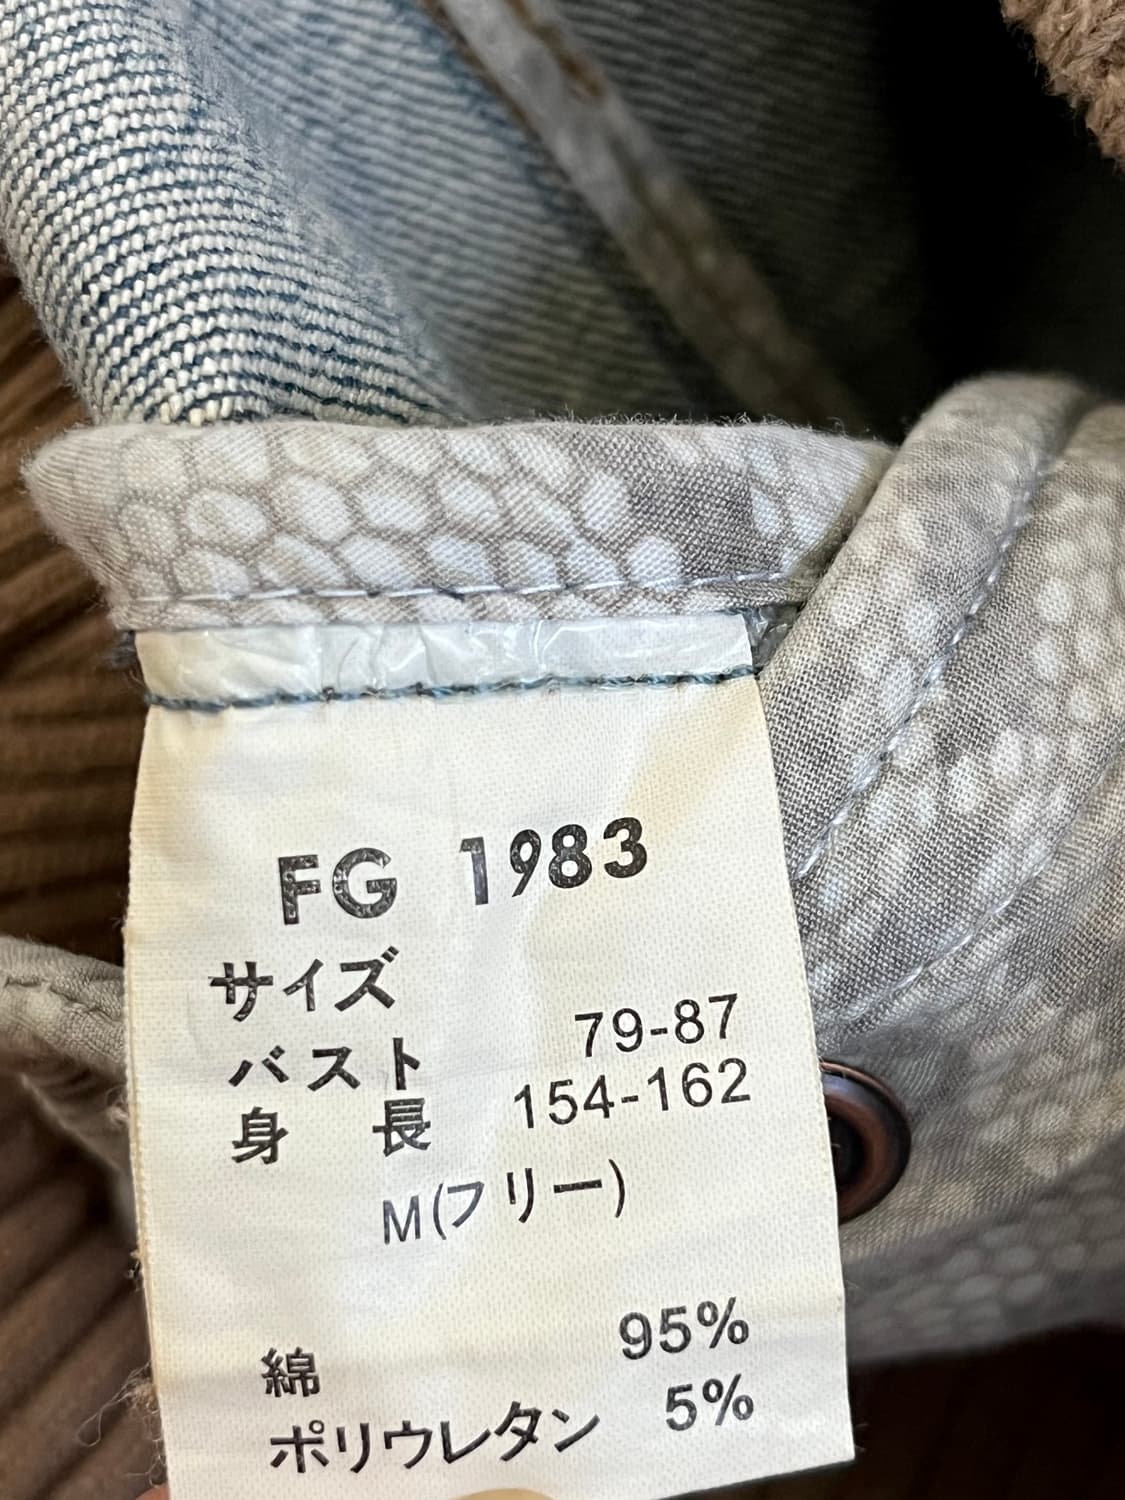 FG 1983
サイズ
バスト 79-87
身 長 154-162
M(フリー)
綿 95%
ポリウレタン 5%